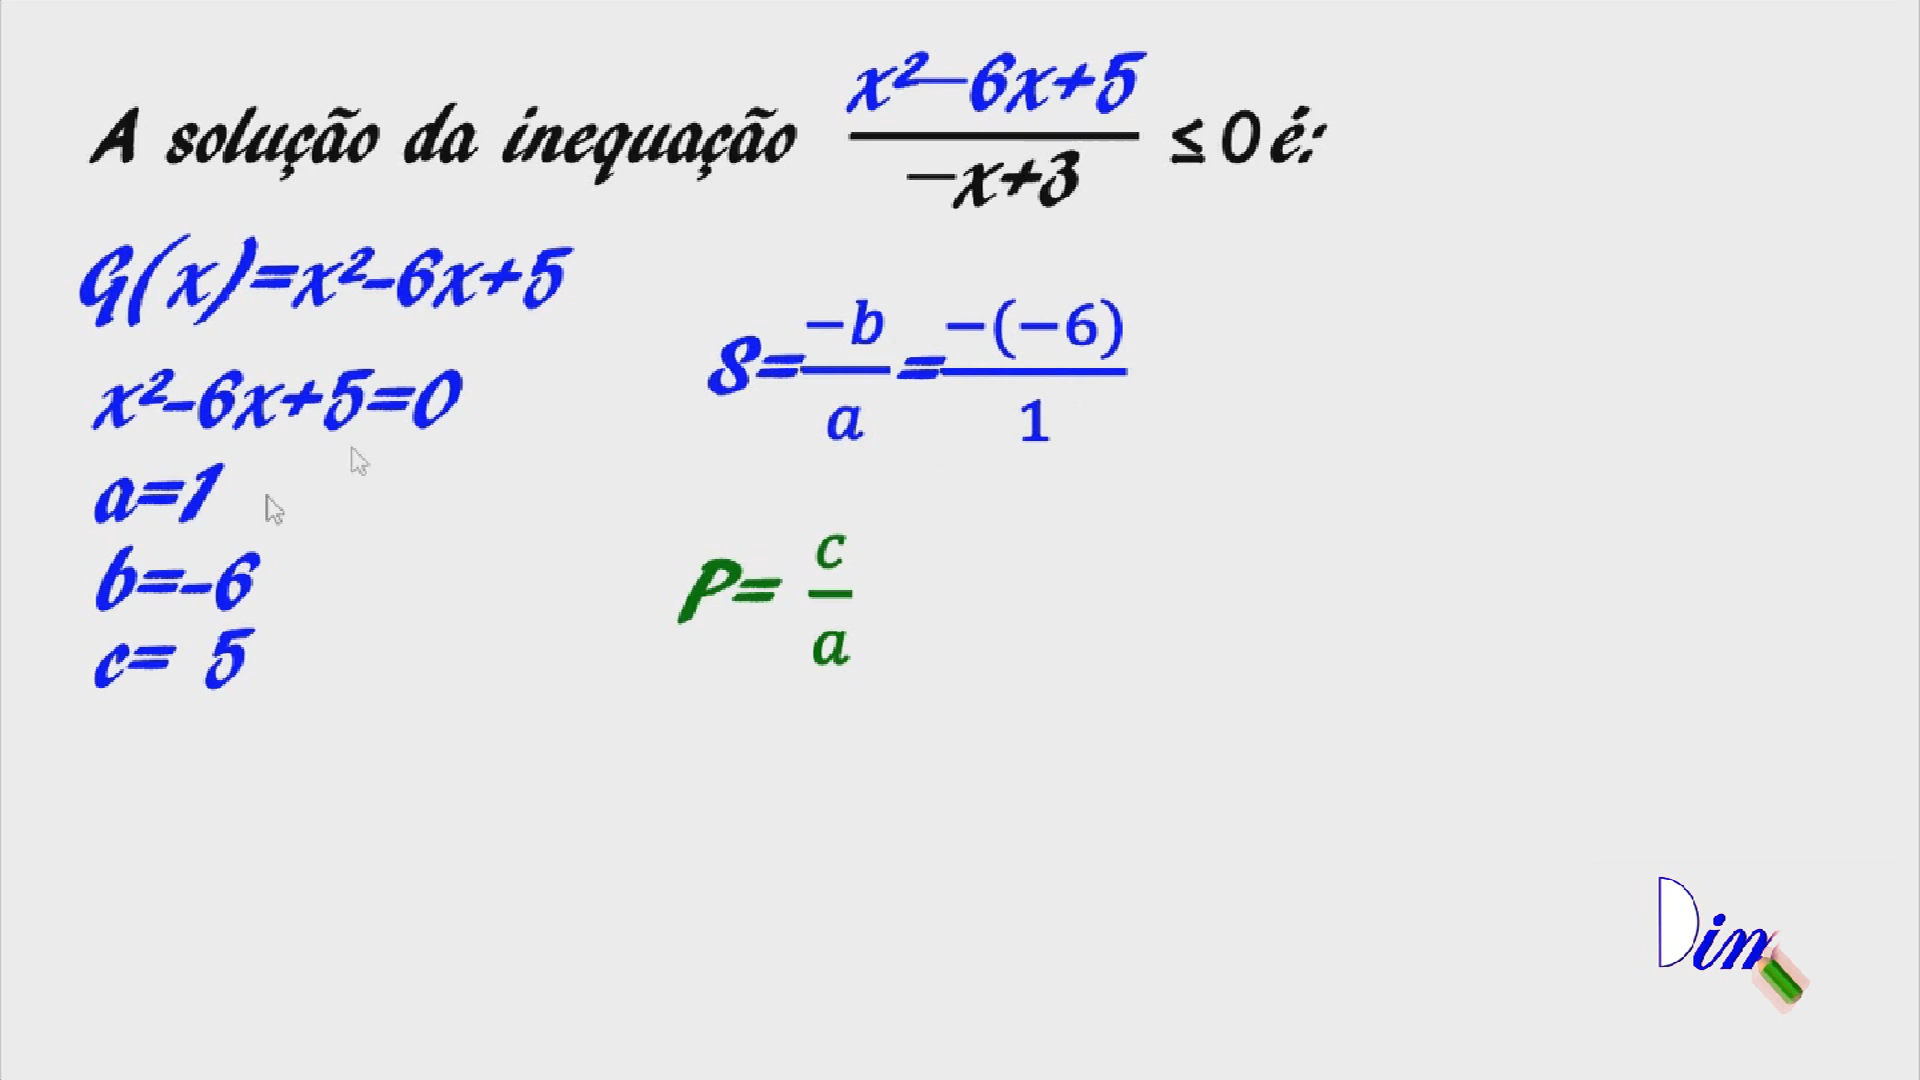 A solução da inequação x²−6x+5 / −x+3 ≤ 0 é:
G(x)=x²-6x+5
x²-6x+5=0
a=1
b=-6
c= 5
S= −b/a = −(−6)/1
P= c/a
Din